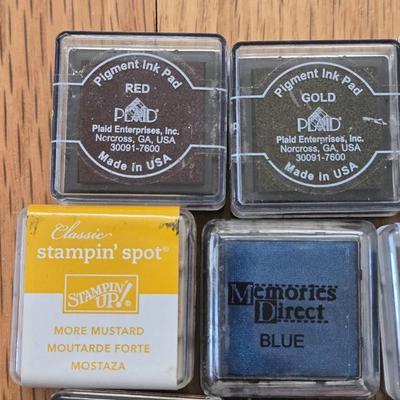 Pigment Ink Pad
RED
PLAID
Plaid Enterprises, Inc.
Norcross, GA, USA
30091-7600
Made in USA
Pigment Ink Pad
GOLD
PLAID
Plaid Enterprises, Inc.
Norcross, GA, USA
30091-7600
Made in USA
Classic
stampin' spot®
STAMPIN'
UP!®
MORE MUSTARD
MOUTARDE FORTE
MOSTAZA
Memories
Direct
BLUE